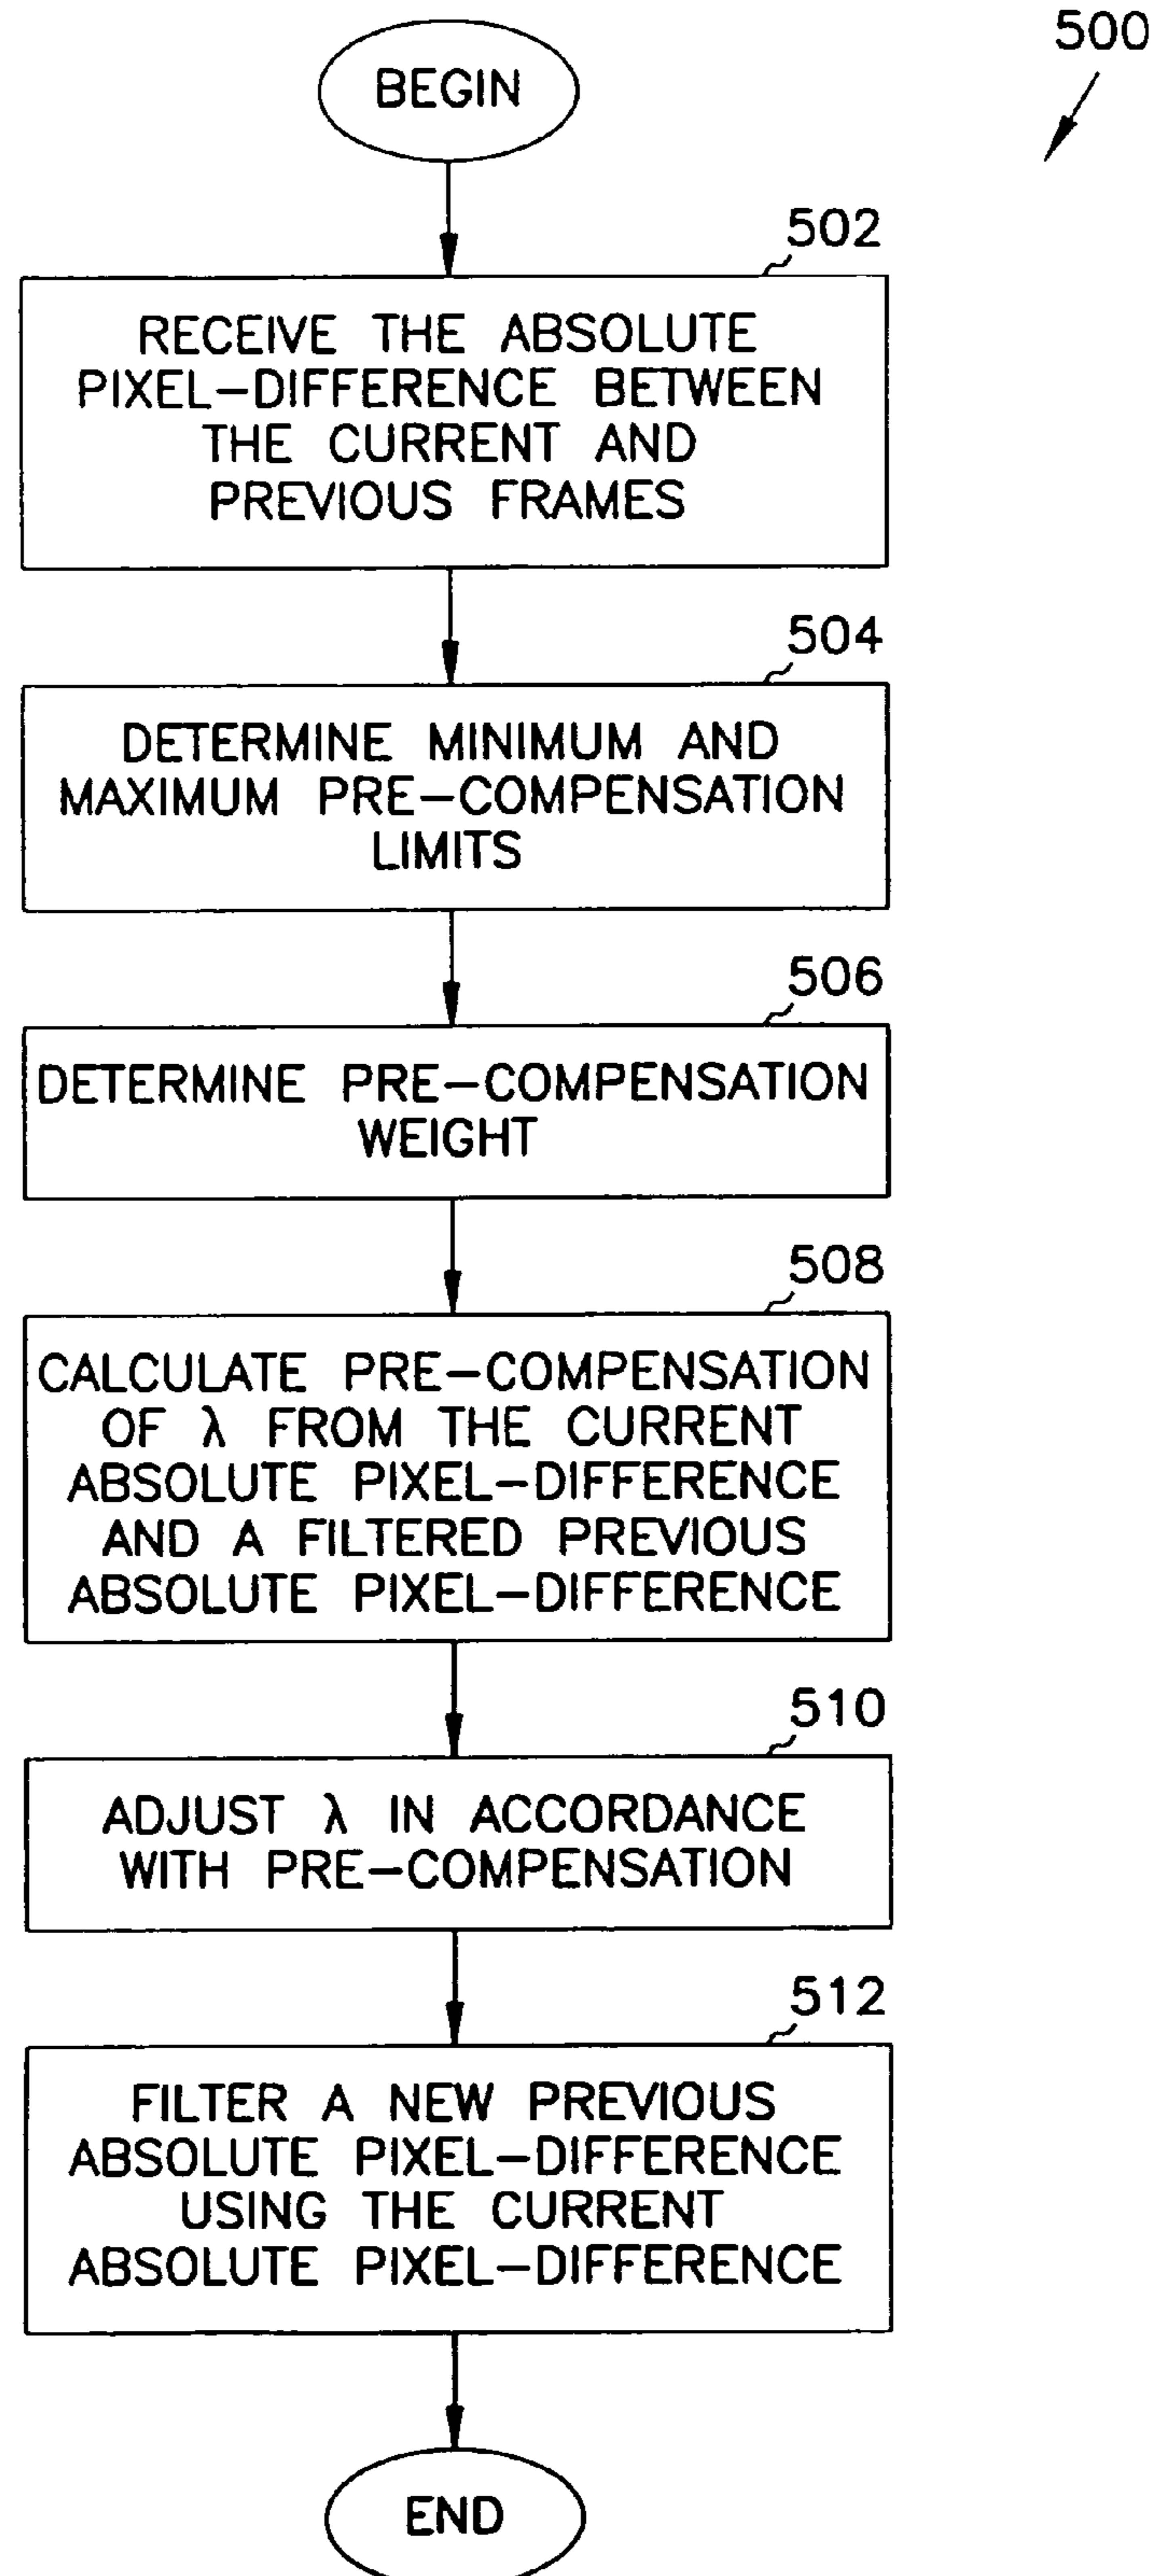 500
BEGIN
502
RECEIVE THE ABSOLUTE
PIXEL-DIFFERENCE BETWEEN
THE CURRENT AND
PREVIOUS FRAMES
504
DETERMINE MINIMUM AND
MAXIMUM PRE-COMPENSATION
LIMITS
506
DETERMINE PRE-COMPENSATION
WEIGHT
508
CALCULATE PRE-COMPENSATION
OF λ FROM THE CURRENT
ABSOLUTE PIXEL-DIFFERENCE
AND A FILTERED PREVIOUS
ABSOLUTE PIXEL-DIFFERENCE
510
ADJUST λ IN ACCORDANCE
WITH PRE-COMPENSATION
512
FILTER A NEW PREVIOUS
ABSOLUTE PIXEL-DIFFERENCE
USING THE CURRENT
ABSOLUTE PIXEL-DIFFERENCE
END